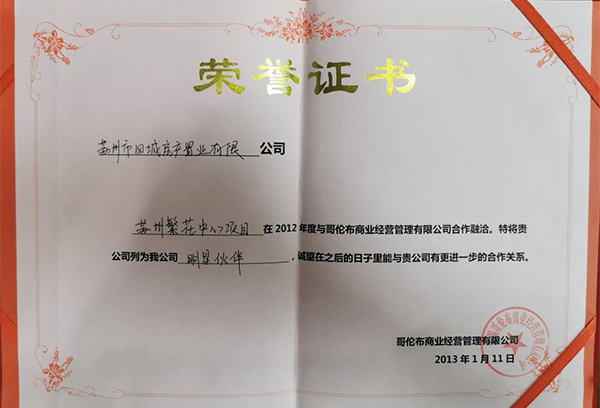 荣誉证书
苏州市旧城房产置业有限公司
苏州繁花中心项目在2012年度与哥伦布商业经营管理有限公司合作融洽。特将贵
公司列为我公司明星伙伴,诚望在之后的日子里能与贵公司有更进一步的合作关系。
哥伦布商业经营管理有限公司
2013年1月11日